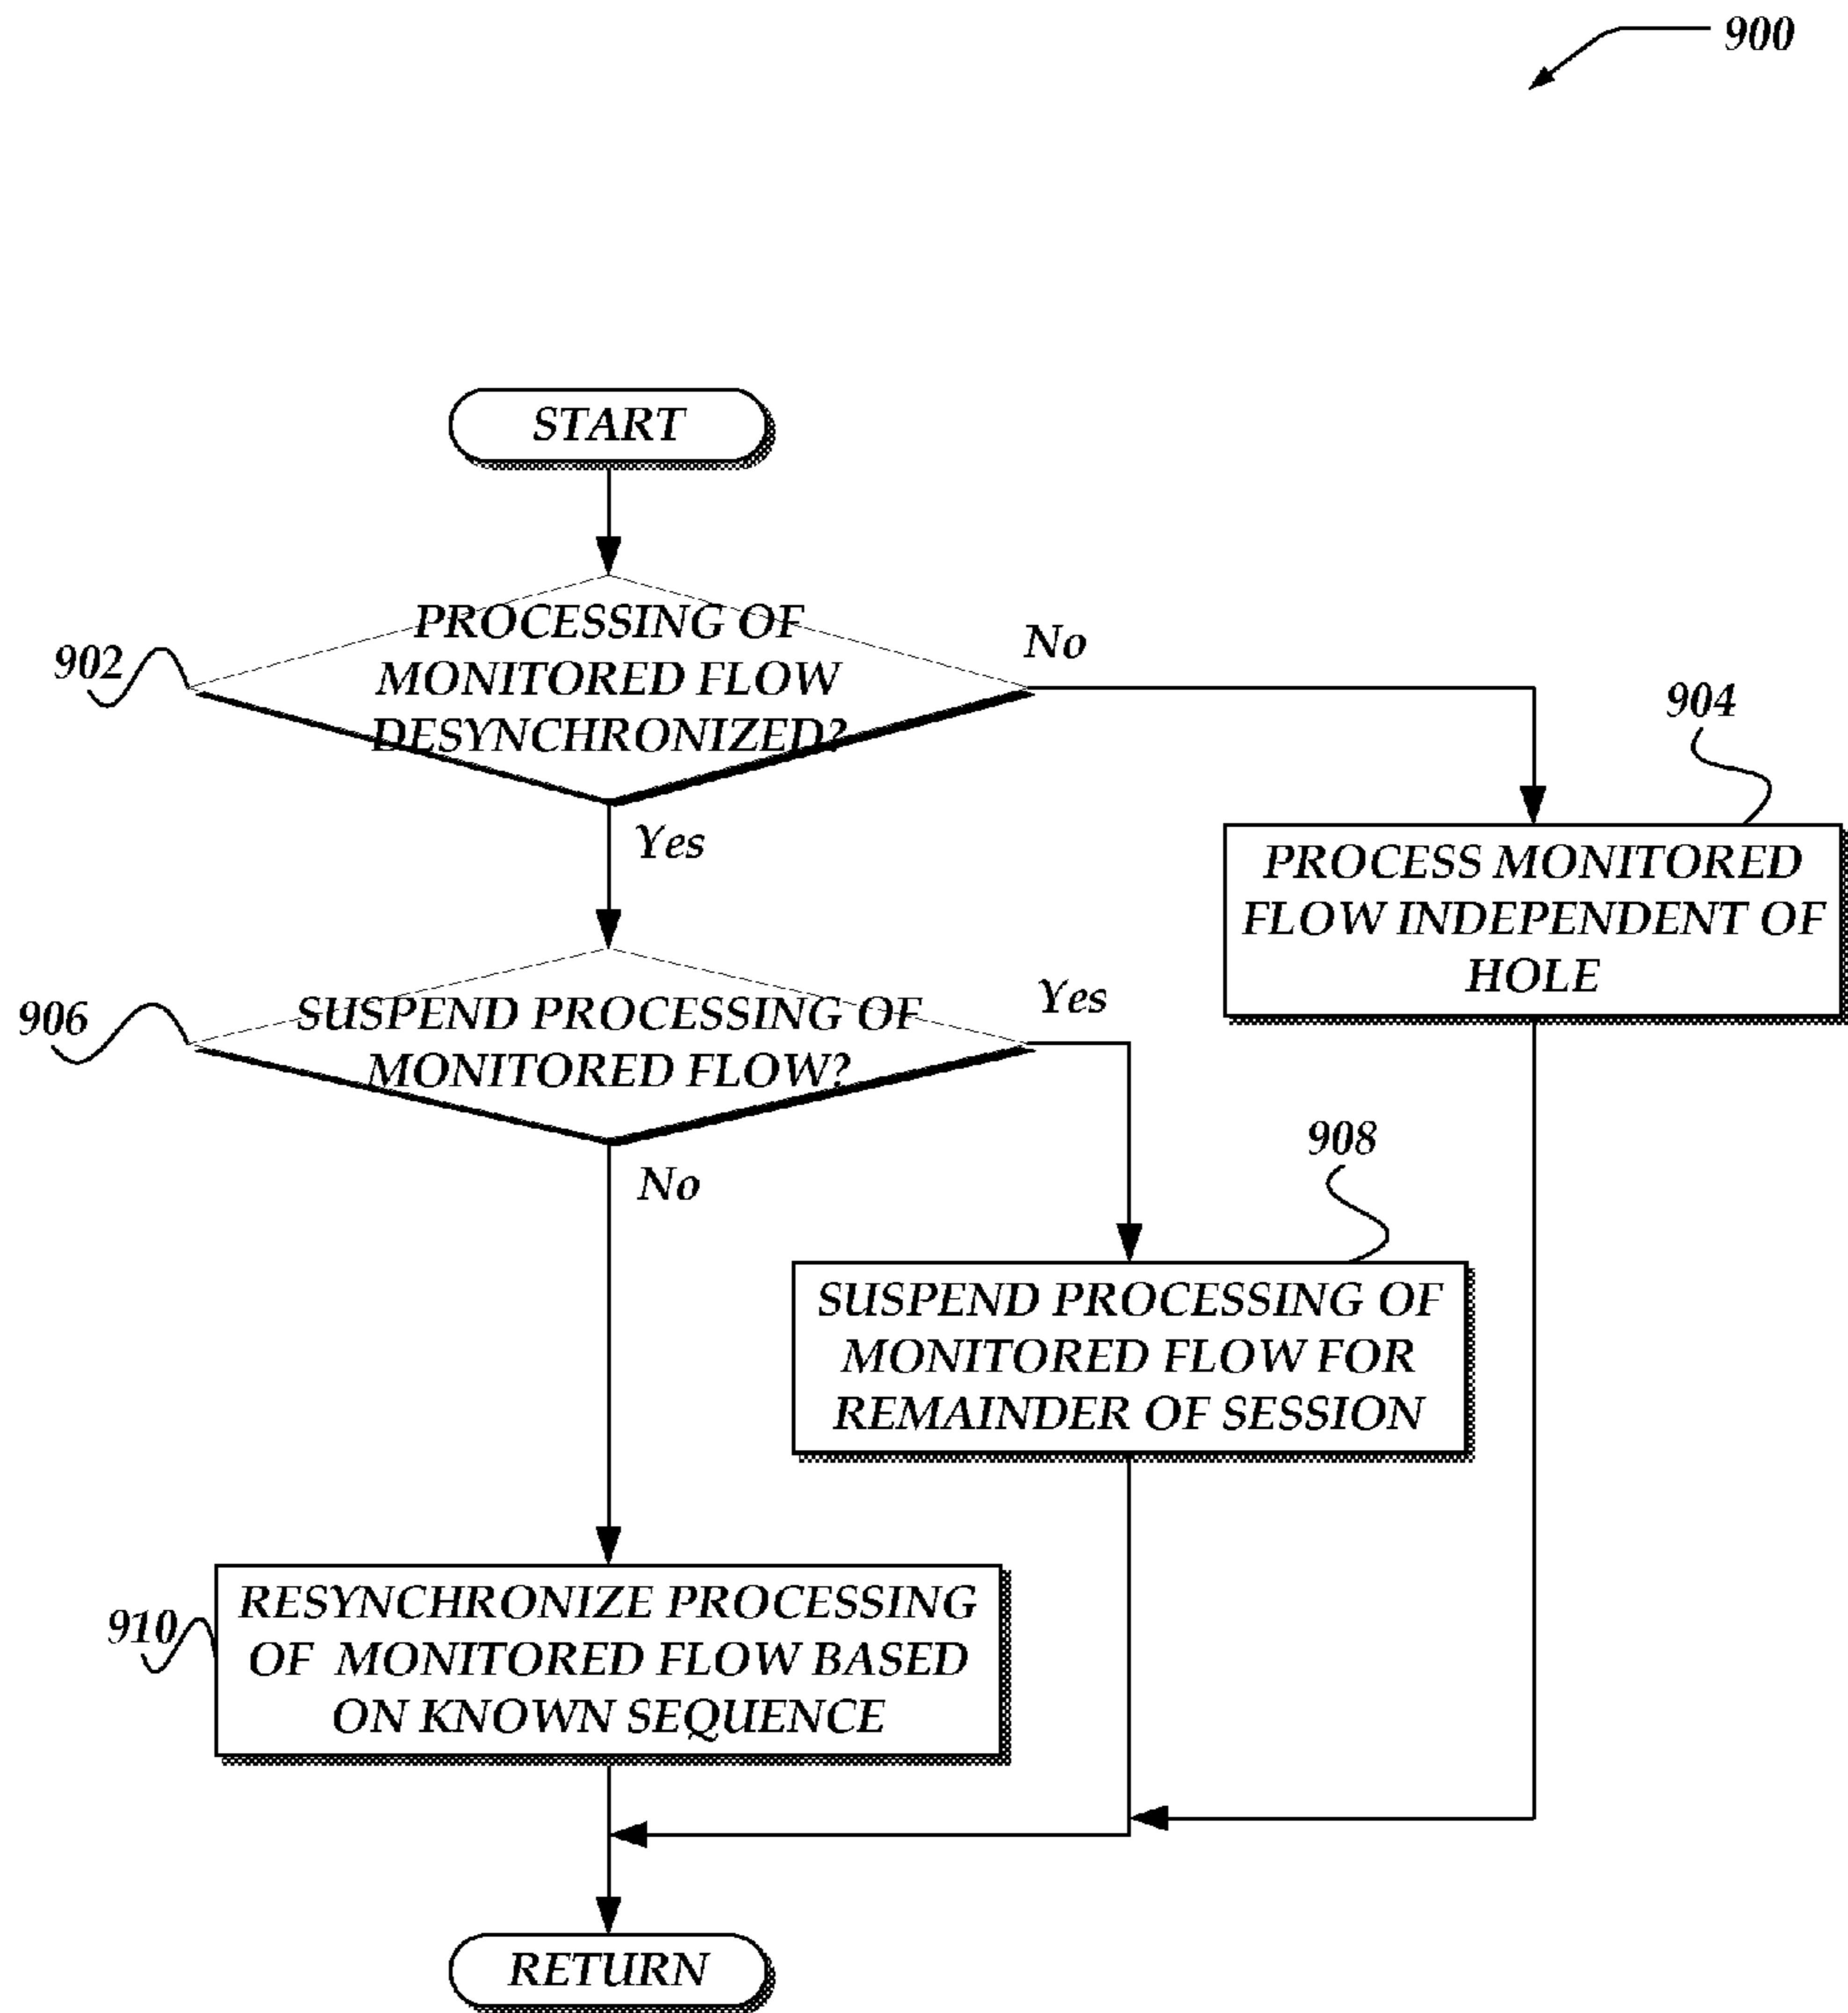 900
START
PROCESSING OF
MONITORED FLOW
DESYNCHRONIZED?
902
No
Yes
904
PROCESS MONITORED
FLOW INDEPENDENT OF
HOLE
906
SUSPEND PROCESSING OF
MONITORED FLOW?
Yes
No
908
SUSPEND PROCESSING OF
MONITORED FLOW FOR
REMAINDER OF SESSION
910
RESYNCHRONIZE PROCESSING
OF MONITORED FLOW BASED
ON KNOWN SEQUENCE
RETURN